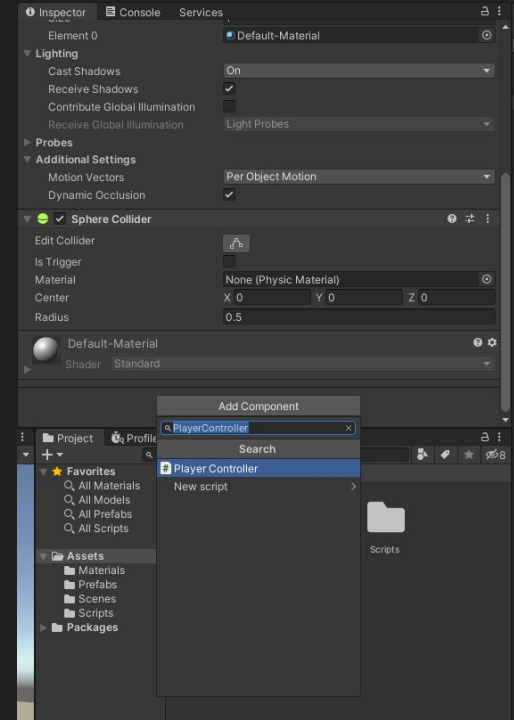 Inspector Console Services
Element 0 Default-Material
Lighting
Cast Shadows On
Receive Shadows
Contribute Global Illumination
Receive Global Illumination Light Probes
Probes
Additional Settings
Motion Vectors Per Object Motion
Dynamic Occlusion
Sphere Collider
Edit Collider
Is Trigger
Material None (Physic Material)
Center X 0 Y 0 Z 0
Radius 0.5
Default-Material
Shader Standard
Add Component
PlayerController
Search
Player Controller
New script
Project Profile
8
Favorites
All Materials
All Models
All Prefabs
All Scripts
Assets
Materials
Prefabs
Scenes
Scripts
Packages
Scripts